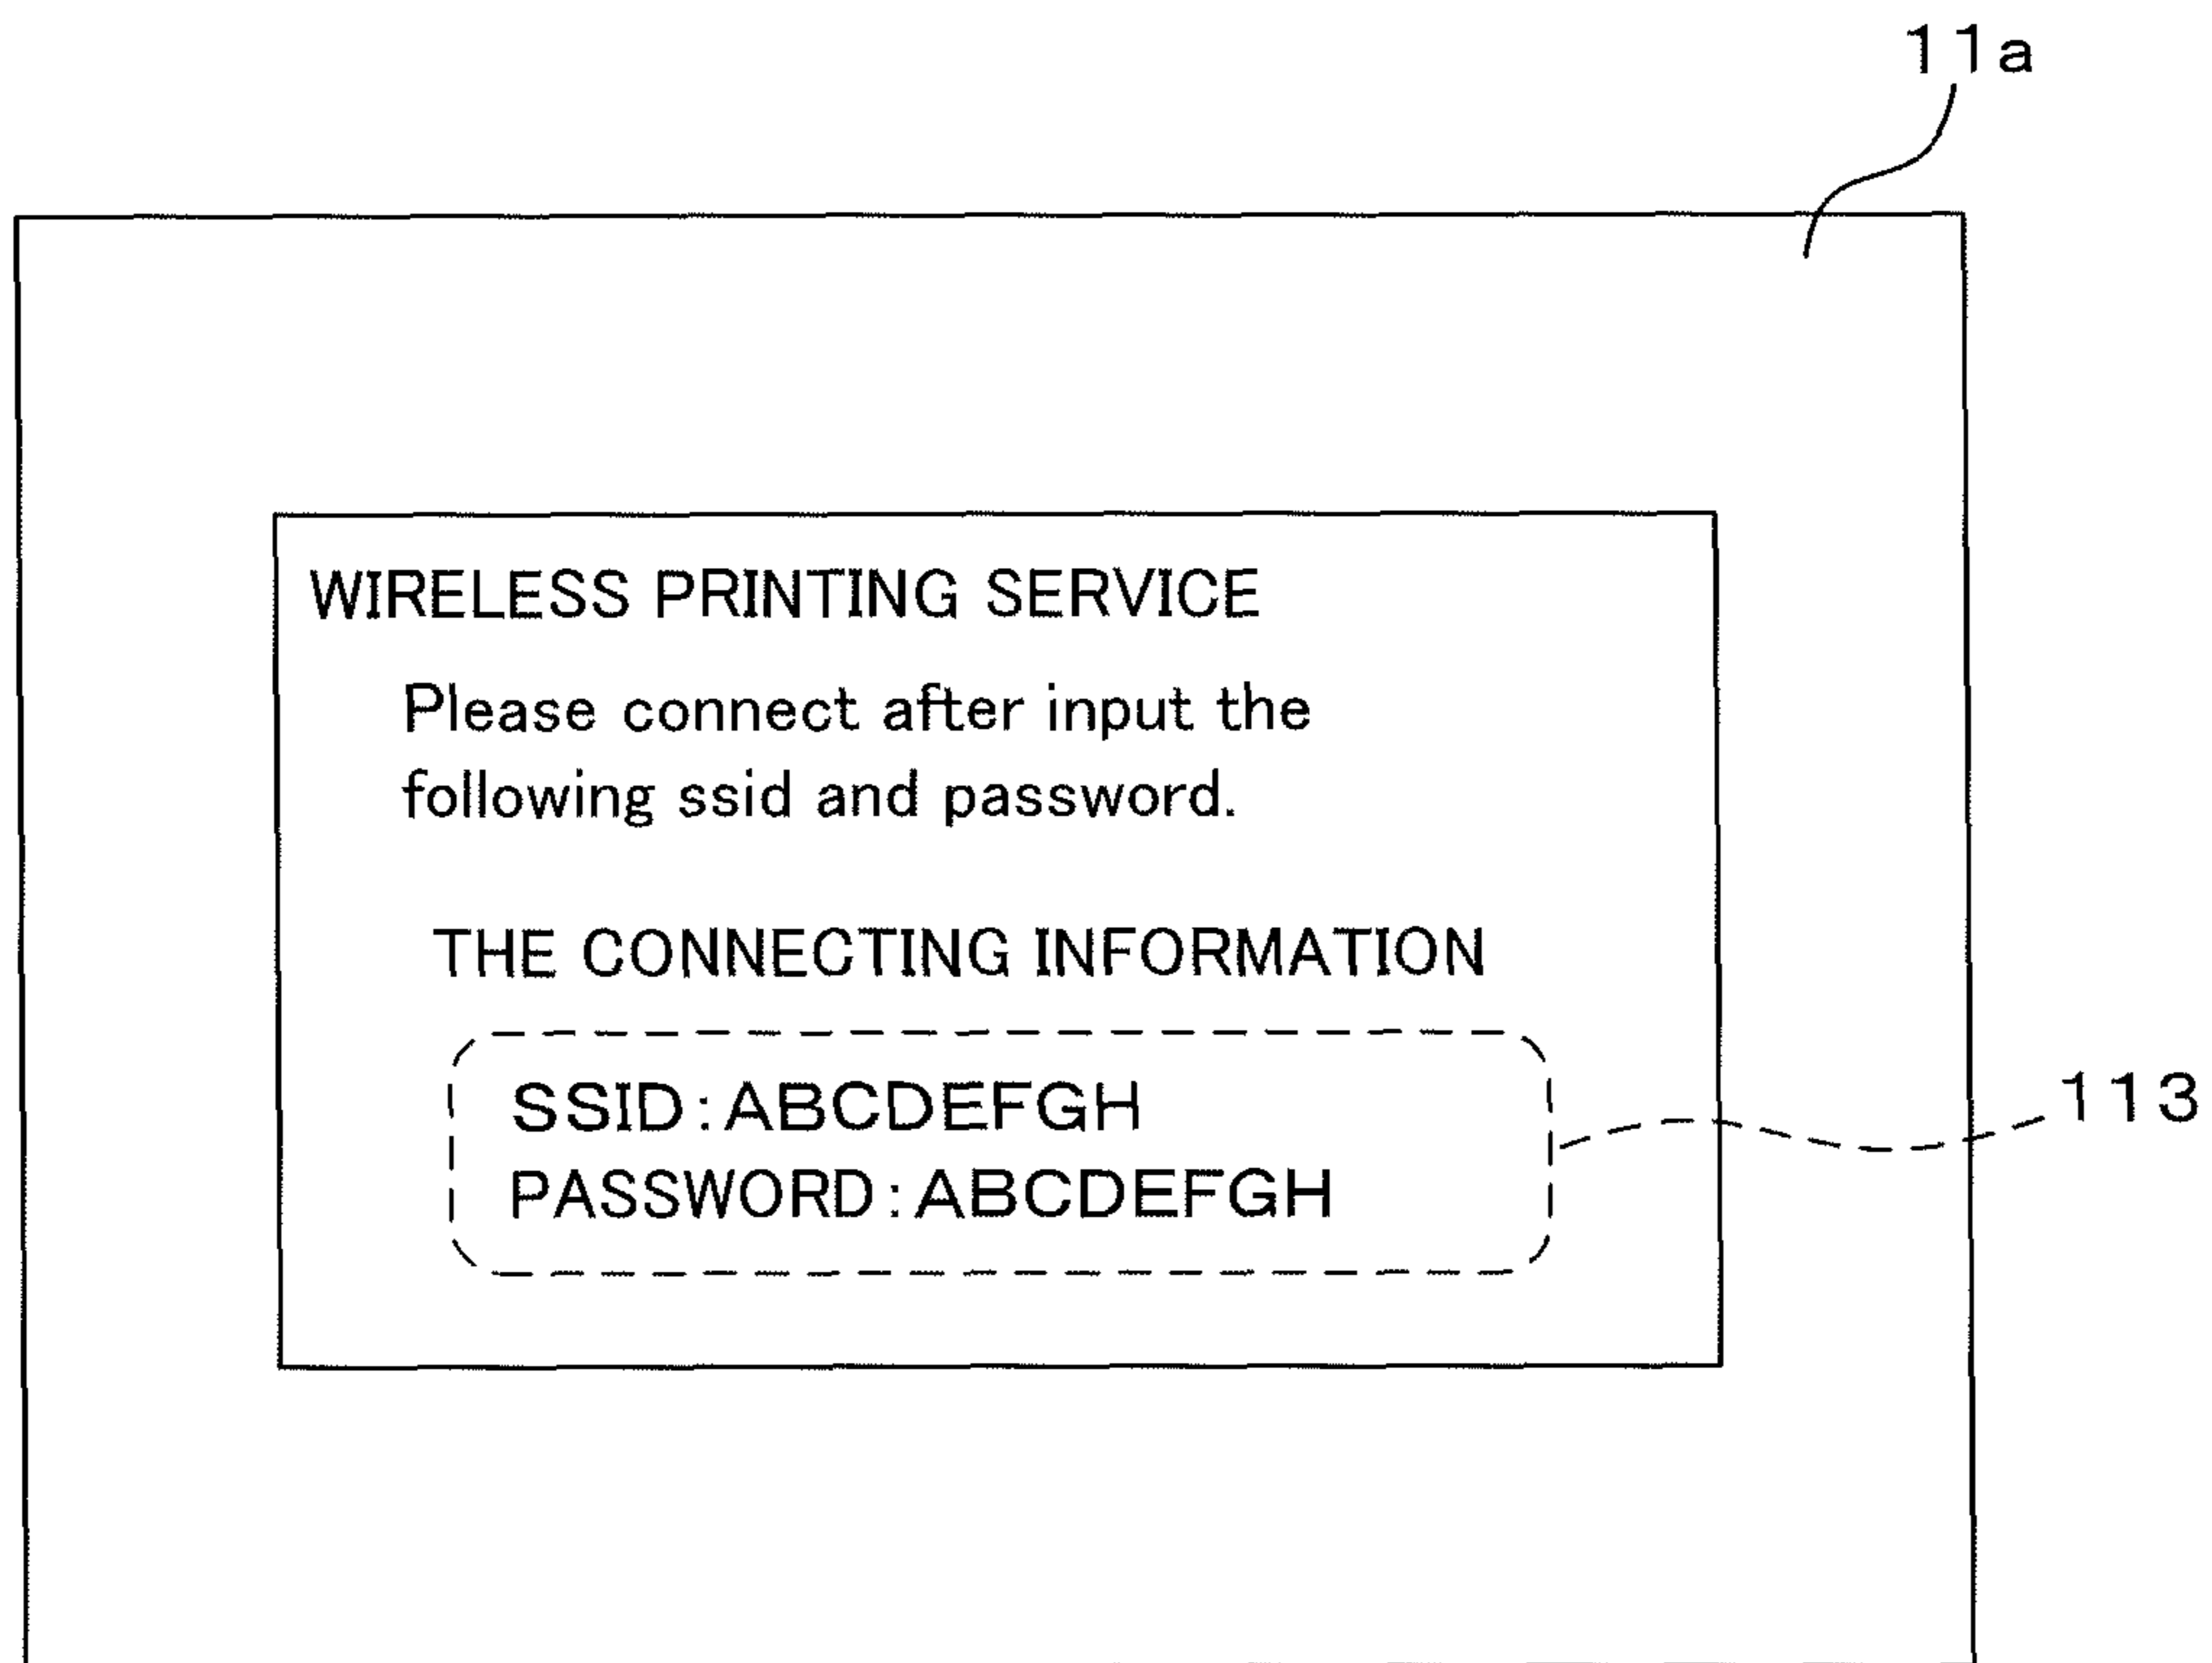 11a
WIRELESS PRINTING SERVICE
Please connect after input the
following ssid and password.
THE CONNECTING INFORMATION
SSID:ABCDEFGH
PASSWORD:ABCDEFGH
113